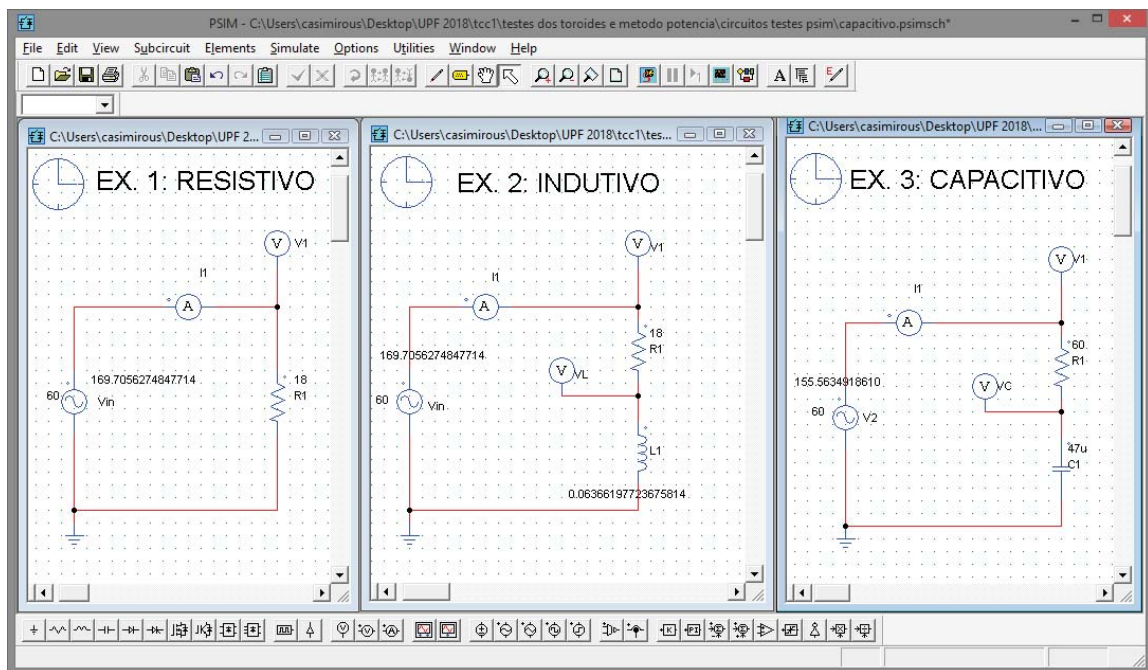 PSIM - C:\Users\casimirous\Desktop\UPF 2018\tcc1\testes dos toroides e metodo potencia\circuitos testes psim\capacitivo.psimsch*
File Edit View Subcircuit Elements Simulate Options Utilities Window Help
C:\Users\casimirous\Desktop\UPF 2...
EX. 1: RESISTIVO
V V1
I1
A
169.7056274847714
60 Vin
18
R1
C:\Users\casimirous\Desktop\UPF 2018\tcc1\tes...
EX. 2: INDUTIVO
V V1
I1
A
18
R1
169.7056274847714
V VL
60 Vin
L1
0.06366197723675814
C:\Users\casimirous\Desktop\UPF 2018\...
EX. 3: CAPACITIVO
V V1
I1
A
60
R1
155.5634918610
V VC
60 V2
47u
C1